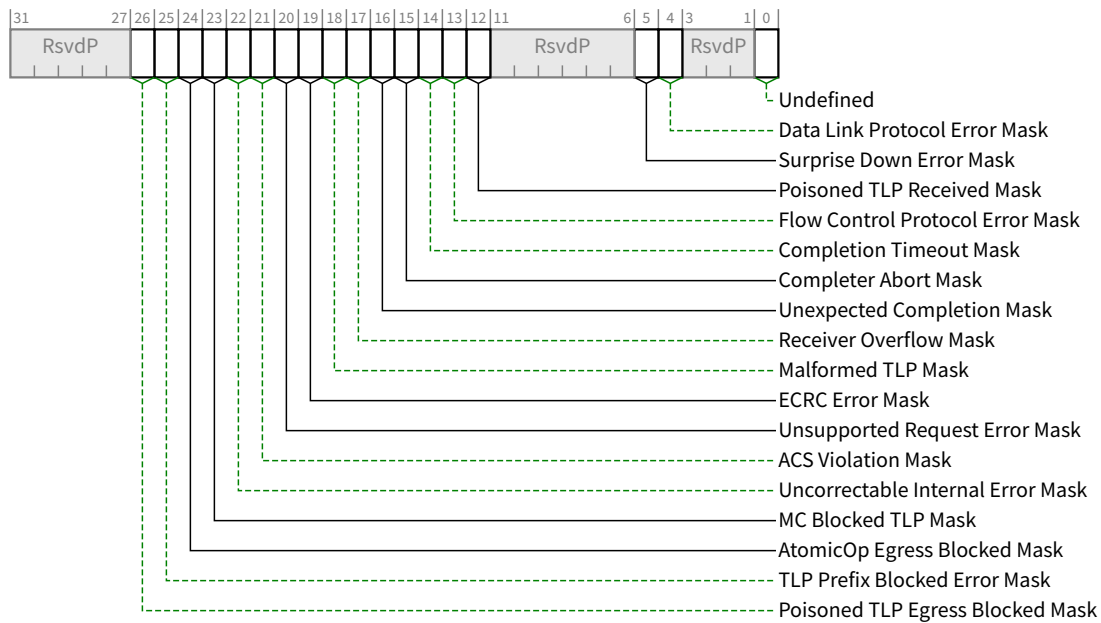 31 27 26 25 24 23 22 21 20 19 18 17 16 15 14 13 12 11 6 5 4 3 1 0
RsvdP RsvdP RsvdP
Undefined
Data Link Protocol Error Mask
Surprise Down Error Mask
Poisoned TLP Received Mask
Flow Control Protocol Error Mask
Completion Timeout Mask
Completer Abort Mask
Unexpected Completion Mask
Receiver Overflow Mask
Malformed TLP Mask
ECRC Error Mask
Unsupported Request Error Mask
ACS Violation Mask
Uncorrectable Internal Error Mask
MC Blocked TLP Mask
AtomicOp Egress Blocked Mask
TLP Prefix Blocked Error Mask
Poisoned TLP Egress Blocked Mask